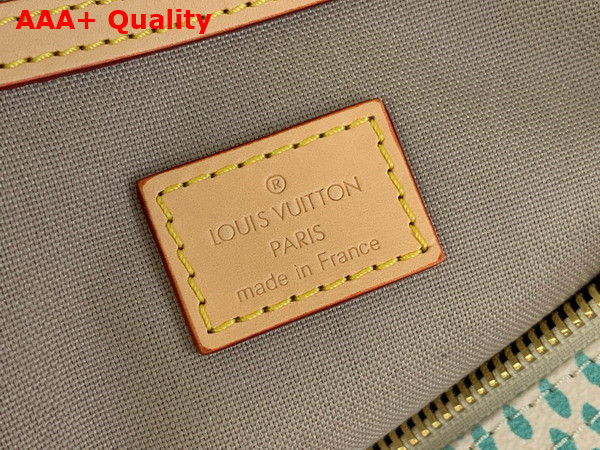 AAA+ Quality
®
LOUIS VUITTON
PARIS
made in France